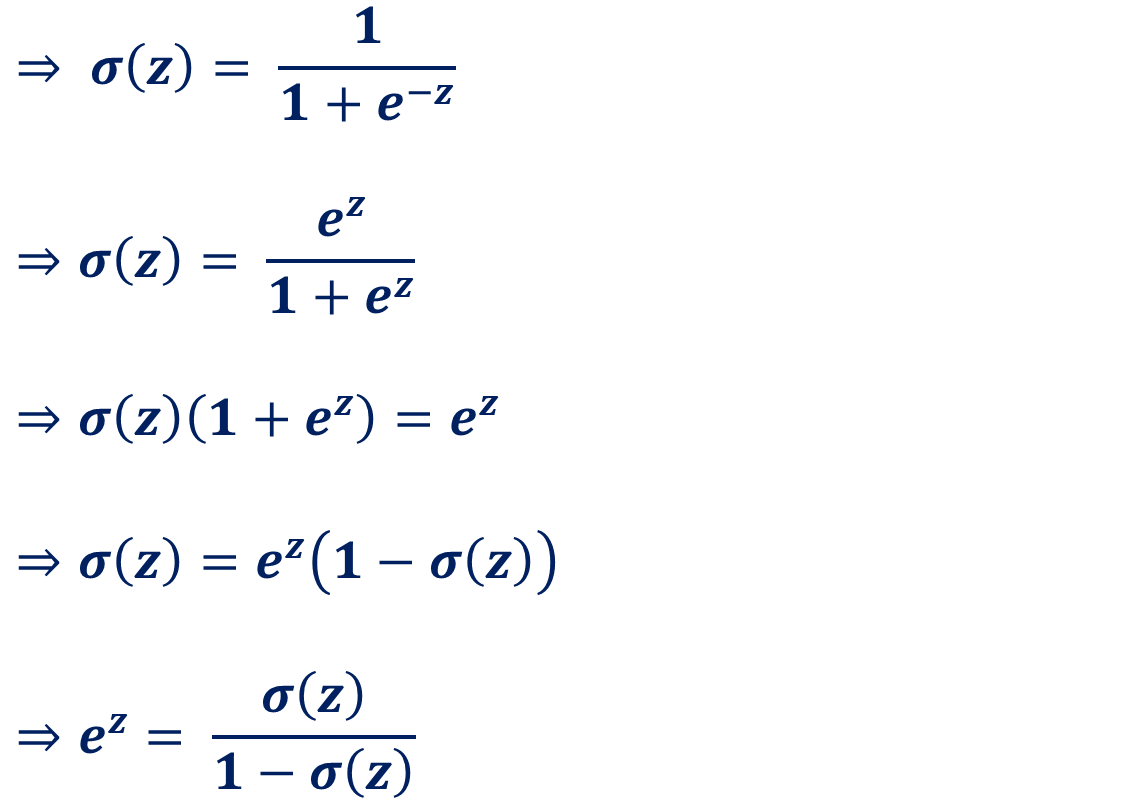 ⇒ σ(z) = 1 / (1 + e^{-z})
⇒ σ(z) = e^z / (1 + e^z)
⇒ σ(z)(1 + e^z) = e^z
⇒ σ(z) = e^z(1 − σ(z))
⇒ e^z = σ(z) / (1 − σ(z))